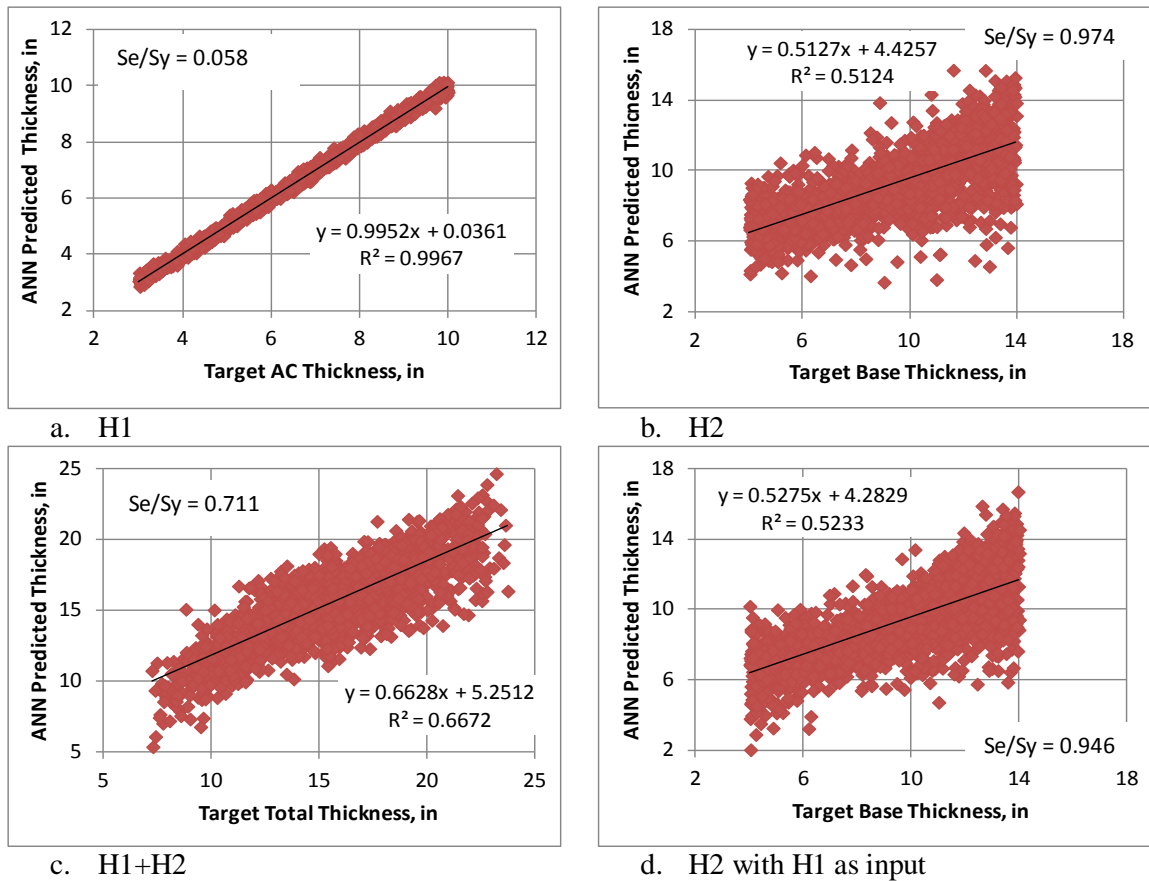 12
10
8
6
4
2
ANN Predicted Thickness, in
Se/Sy = 0.058
y = 0.9952x + 0.0361
R² = 0.9967
2 4 6 8 10 12
Target AC Thickness, in
a. H1
18
14
10
6
2
ANN Predicted Thicmess, in
y = 0.5127x + 4.4257
R² = 0.5124
Se/Sy = 0.974
2 6 10 14 18
Target Base Thickness, in
b. H2
25
20
15
10
5
ANN Predicted Thickness, in
Se/Sy = 0.711
y = 0.6628x + 5.2512
R² = 0.6672
5 10 15 20 25
Target Total Thickness, in
c. H1+H2
18
14
10
6
2
ANN Predicted Thickness, in
y = 0.5275x + 4.2829
R² = 0.5233
Se/Sy = 0.946
2 6 10 14 18
Target Base Thickness, in
d. H2 with H1 as input